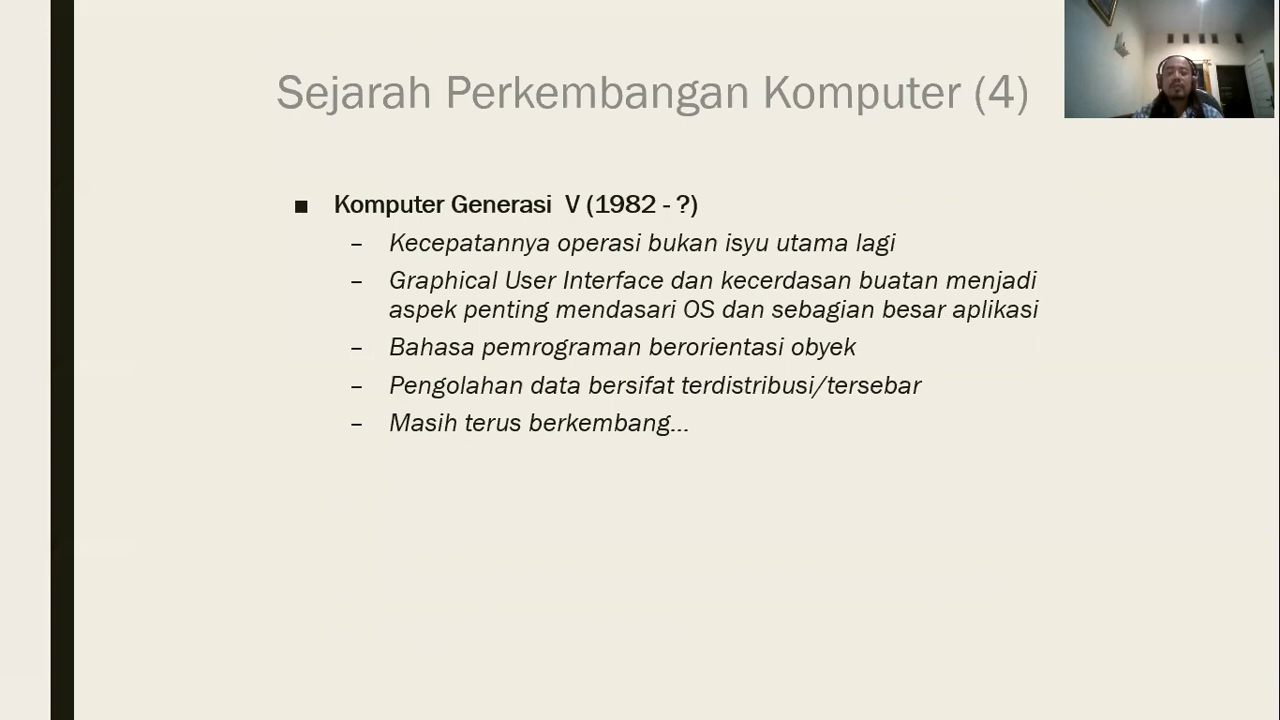 Sejarah Perkembangan Komputer (4)
■ Komputer Generasi V (1982 - ?)
– Kecepatannya operasi bukan isyu utama lagi
– Graphical User Interface dan kecerdasan buatan menjadi
aspek penting mendasari OS dan sebagian besar aplikasi
– Bahasa pemrograman berorientasi obyek
– Pengolahan data bersifat terdistribusi/tersebar
– Masih terus berkembang...